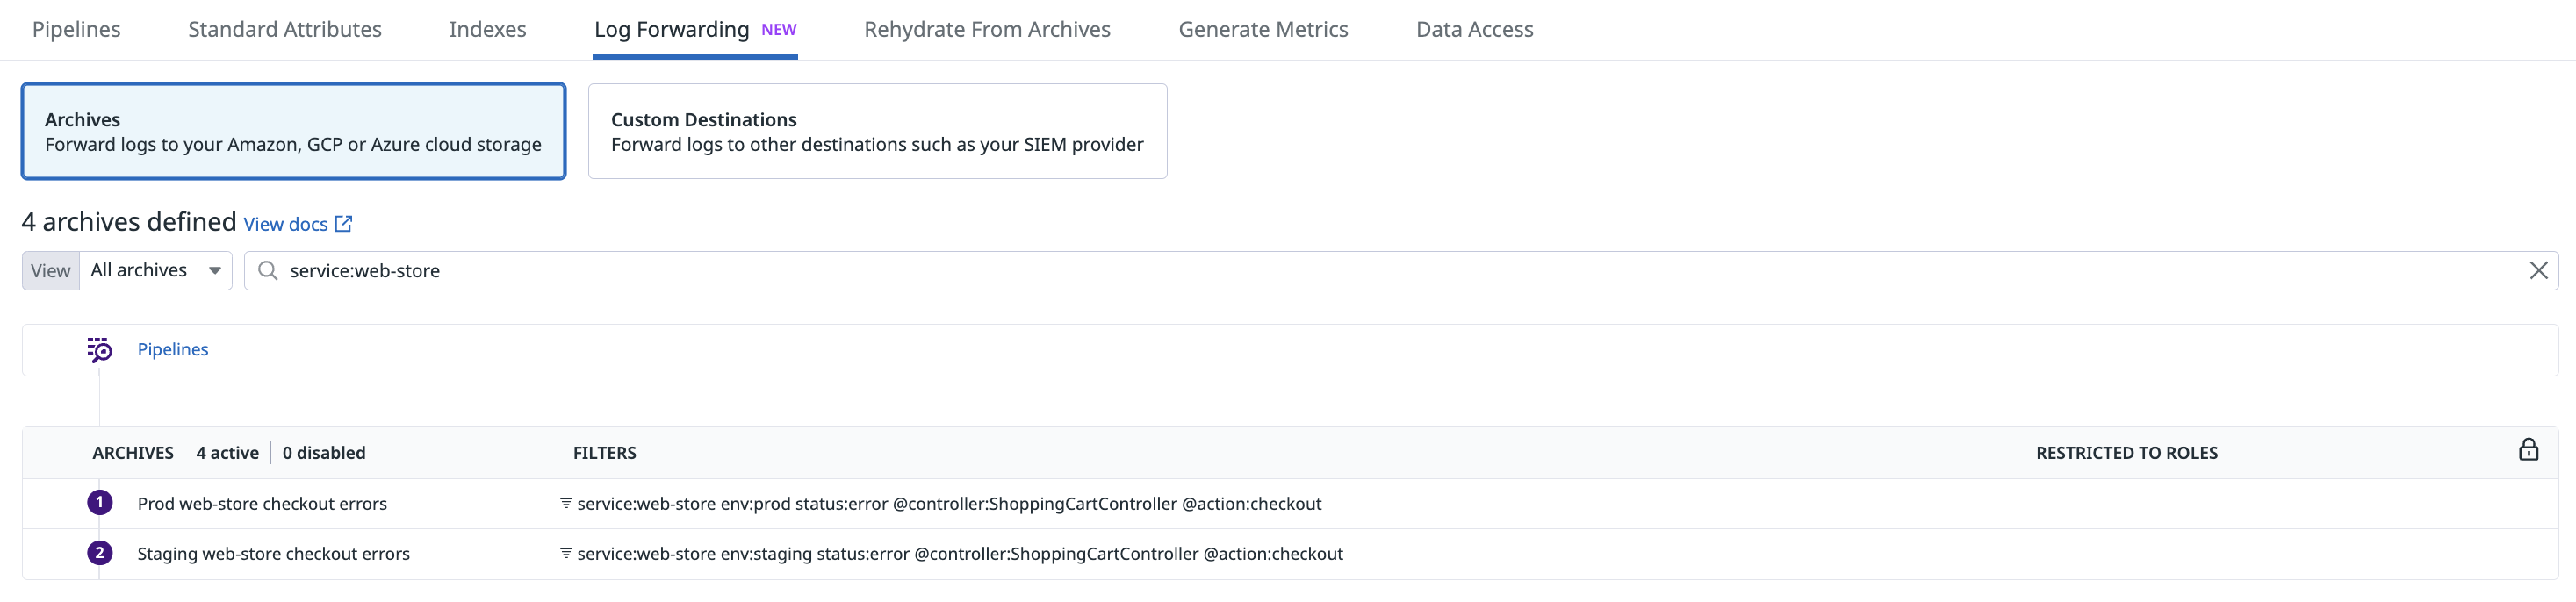 Pipelines Standard Attributes Indexes Log Forwarding NEW Rehydrate From Archives Generate Metrics Data Access
Archives
Forward logs to your Amazon, GCP or Azure cloud storage
Custom Destinations
Forward logs to other destinations such as your SIEM provider
4 archives defined View docs
View All archives service:web-store
Pipelines
ARCHIVES 4 active 0 disabled FILTERS RESTRICTED TO ROLES
1 Prod web-store checkout errors service:web-store env:prod status:error @controller:ShoppingCartController @action:checkout
2 Staging web-store checkout errors service:web-store env:staging status:error @controller:ShoppingCartController @action:checkout